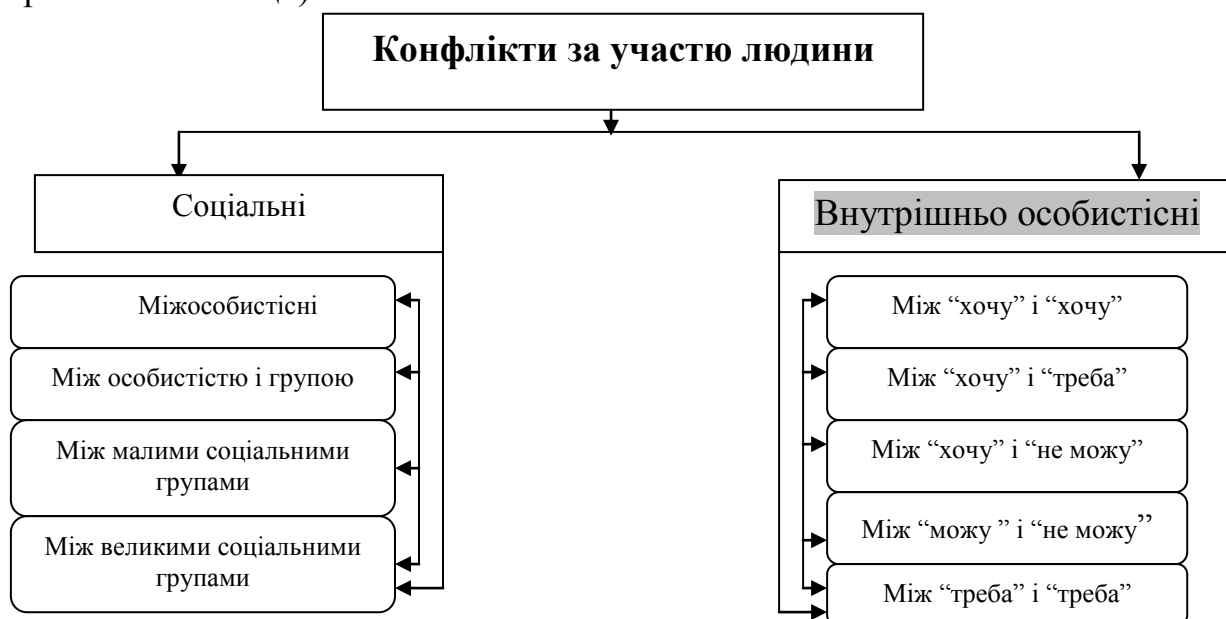 Конфлікти за участю людини
Соціальні
Внутрішньо особистісні
Міжособистісні
Між особистістю і групою
Між малими соціальними
групами
Між великими соціальними
групами
Між “хочу” і “хочу”
Між “хочу” і “треба”
Між “хочу” і “не можу”
Між “можу ” і “не можу”
Між “треба” і “треба”